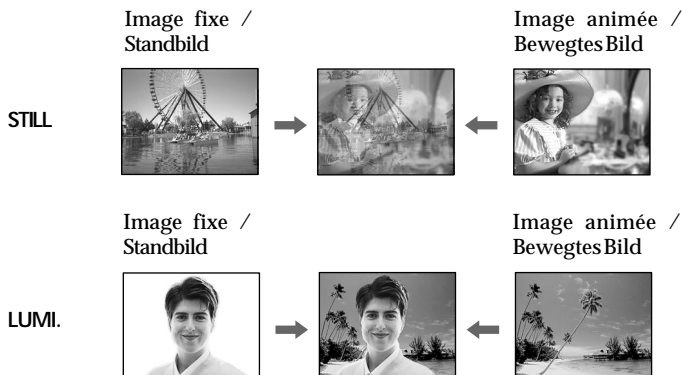 Image fixe /
Standbild
Image animée /
Bewegtes Bild
STILL
Image fixe /
Standbild
Image animée /
Bewegtes Bild
LUMI.